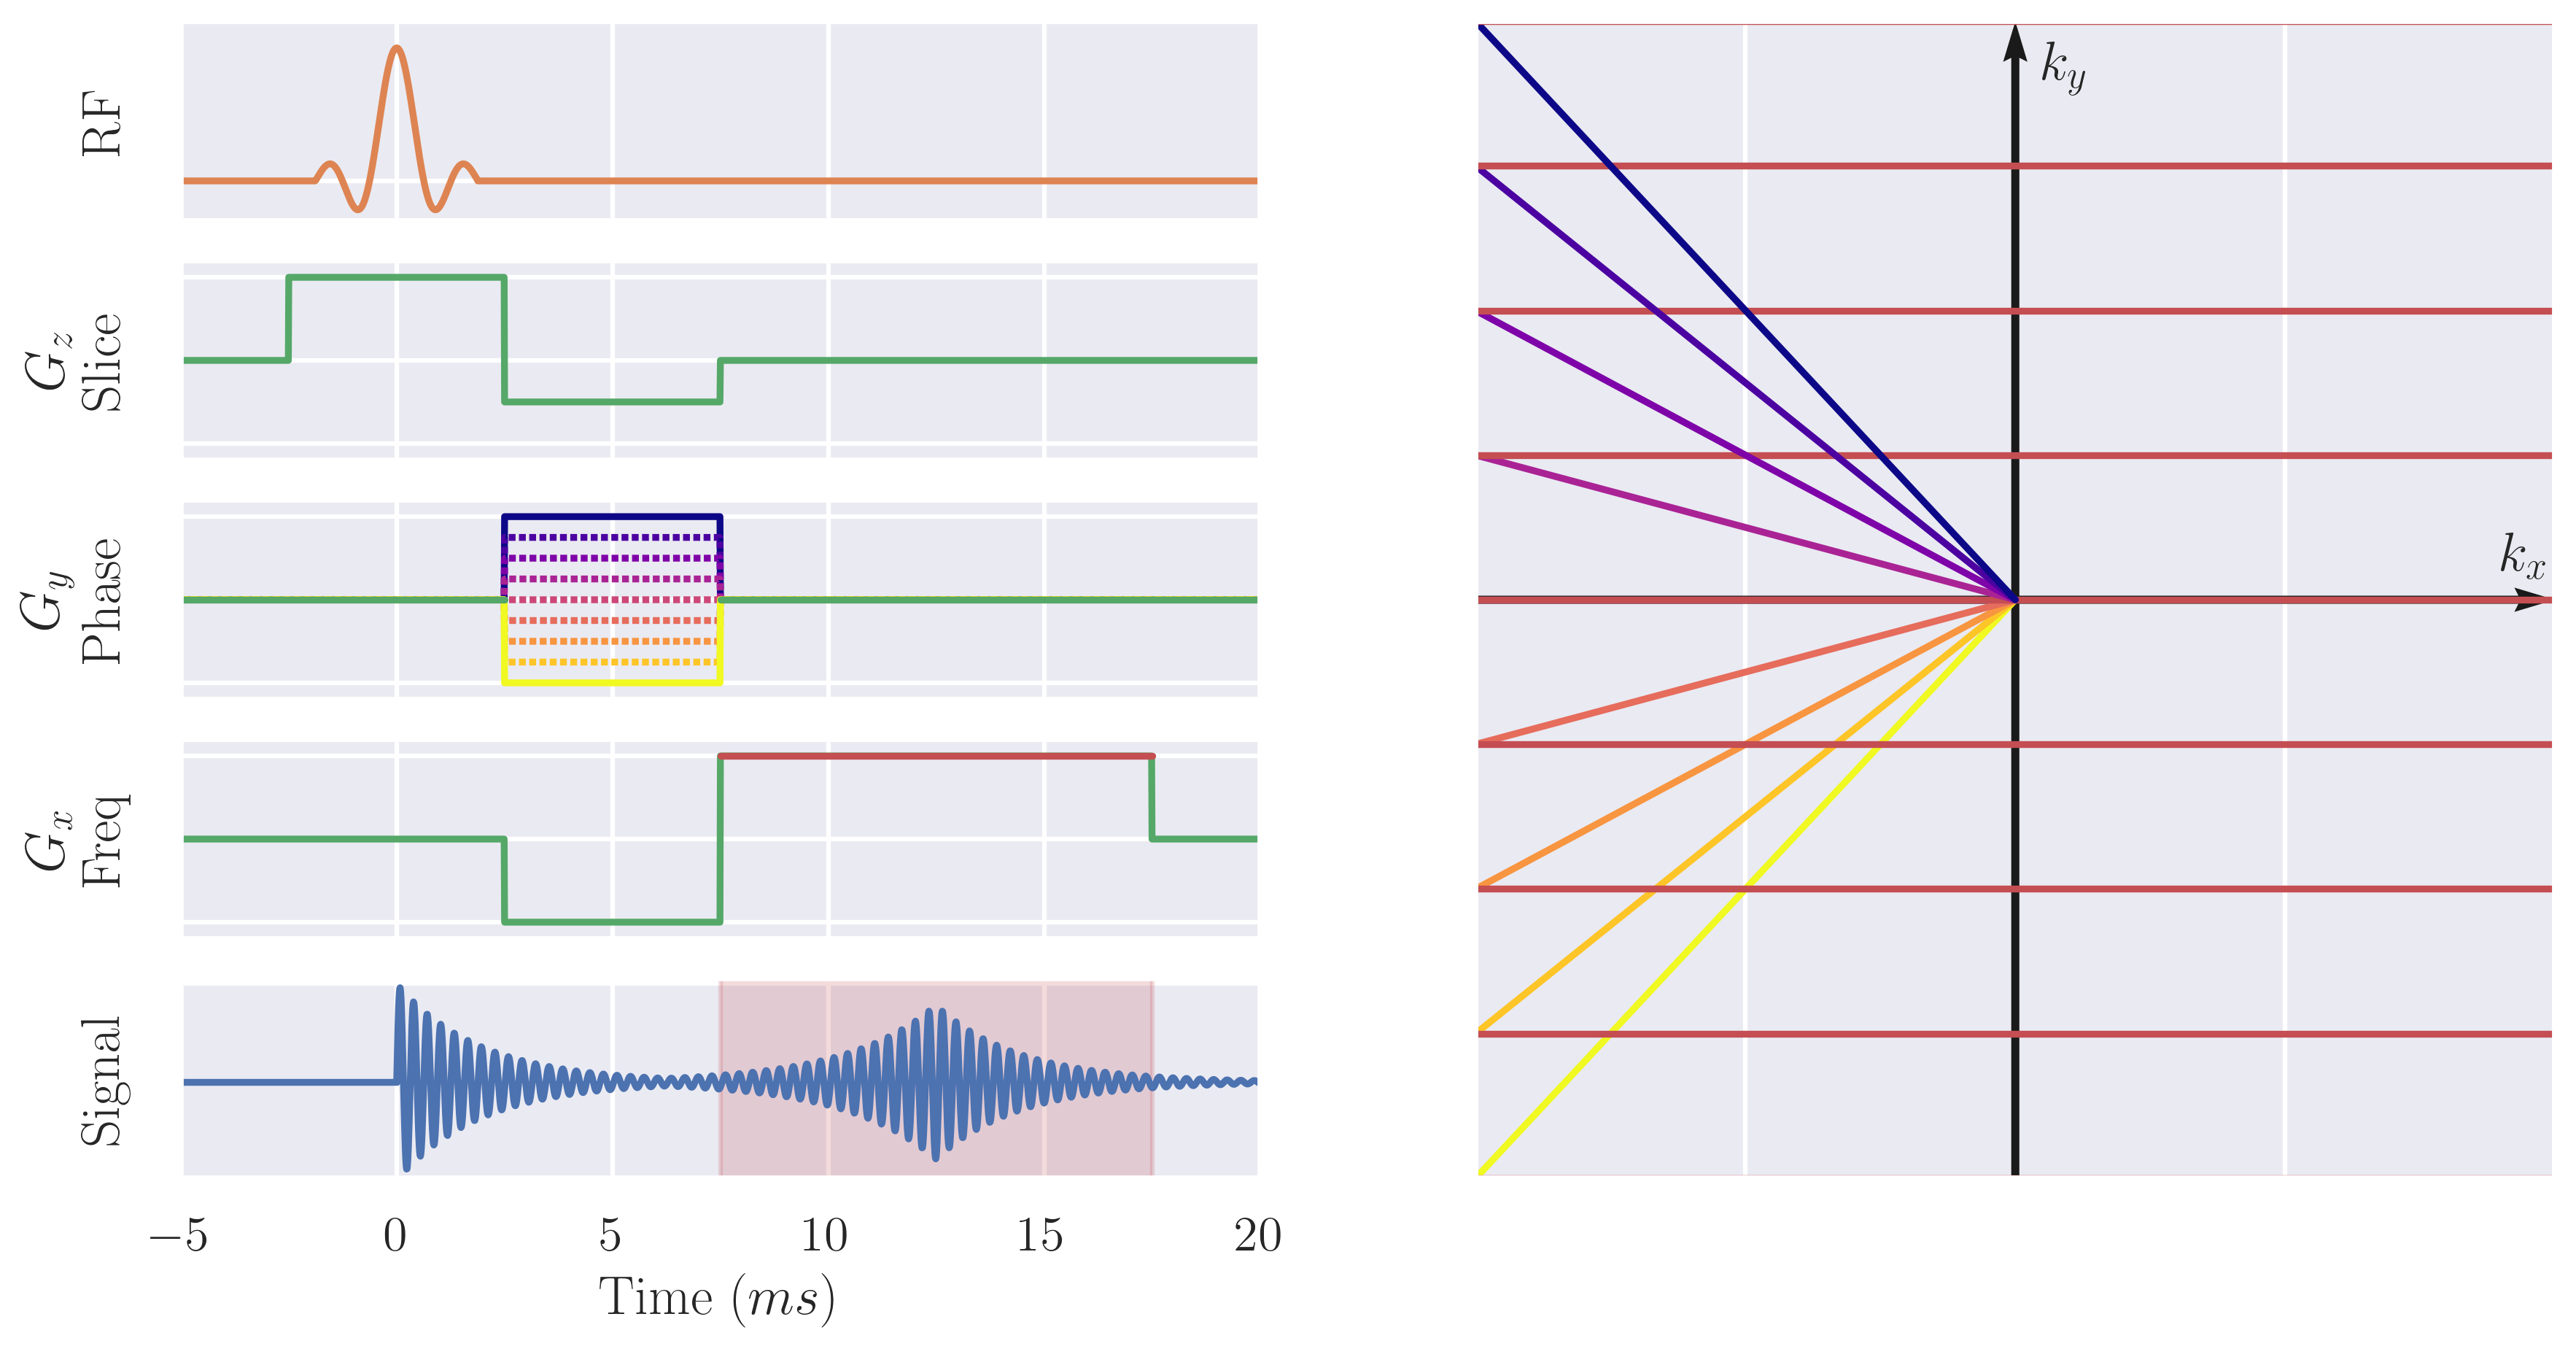 RF
G_z
Slice
G_y
Phase
G_x
Freq
Signal
−5 0 5 10 15 20
Time (ms)
k_y
k_x